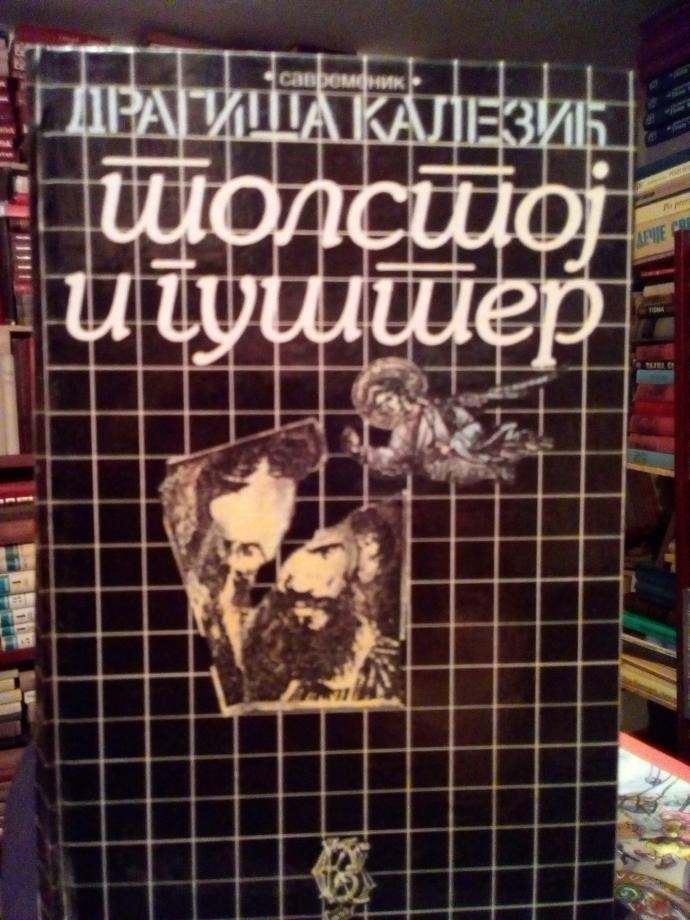 • савременик •
ДРАГИША КАЛЕЗИЋ
толстој
и гуштер